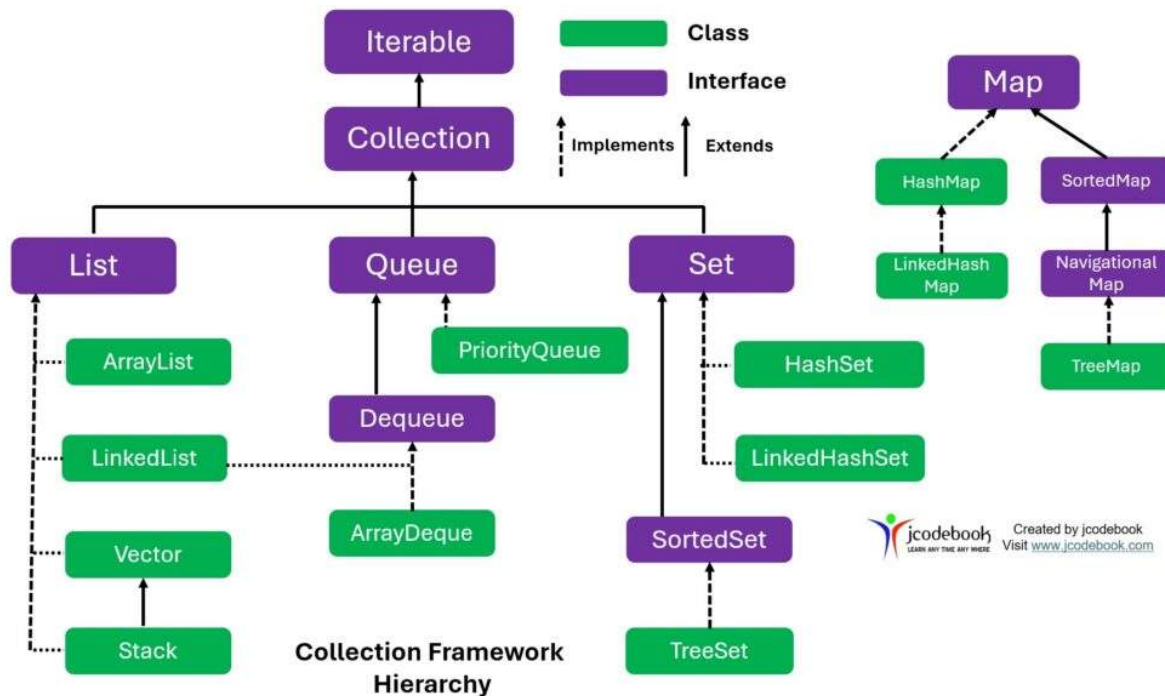 Iterable
Class
Interface
Implements
Extends
Map
Collection
HashMap
SortedMap
List
Queue
Set
LinkedHash
Map
Navigational
Map
ArrayList
PriorityQueue
HashSet
TreeMap
Dequeue
LinkedList
LinkedHashSet
ArrayDeque
Vector
SortedSet
jcodebook
LEARN ANY TIME ANY WHERE
Created by jcodebook
Visit www.jcodebook.com
Stack
TreeSet
Collection Framework
Hierarchy